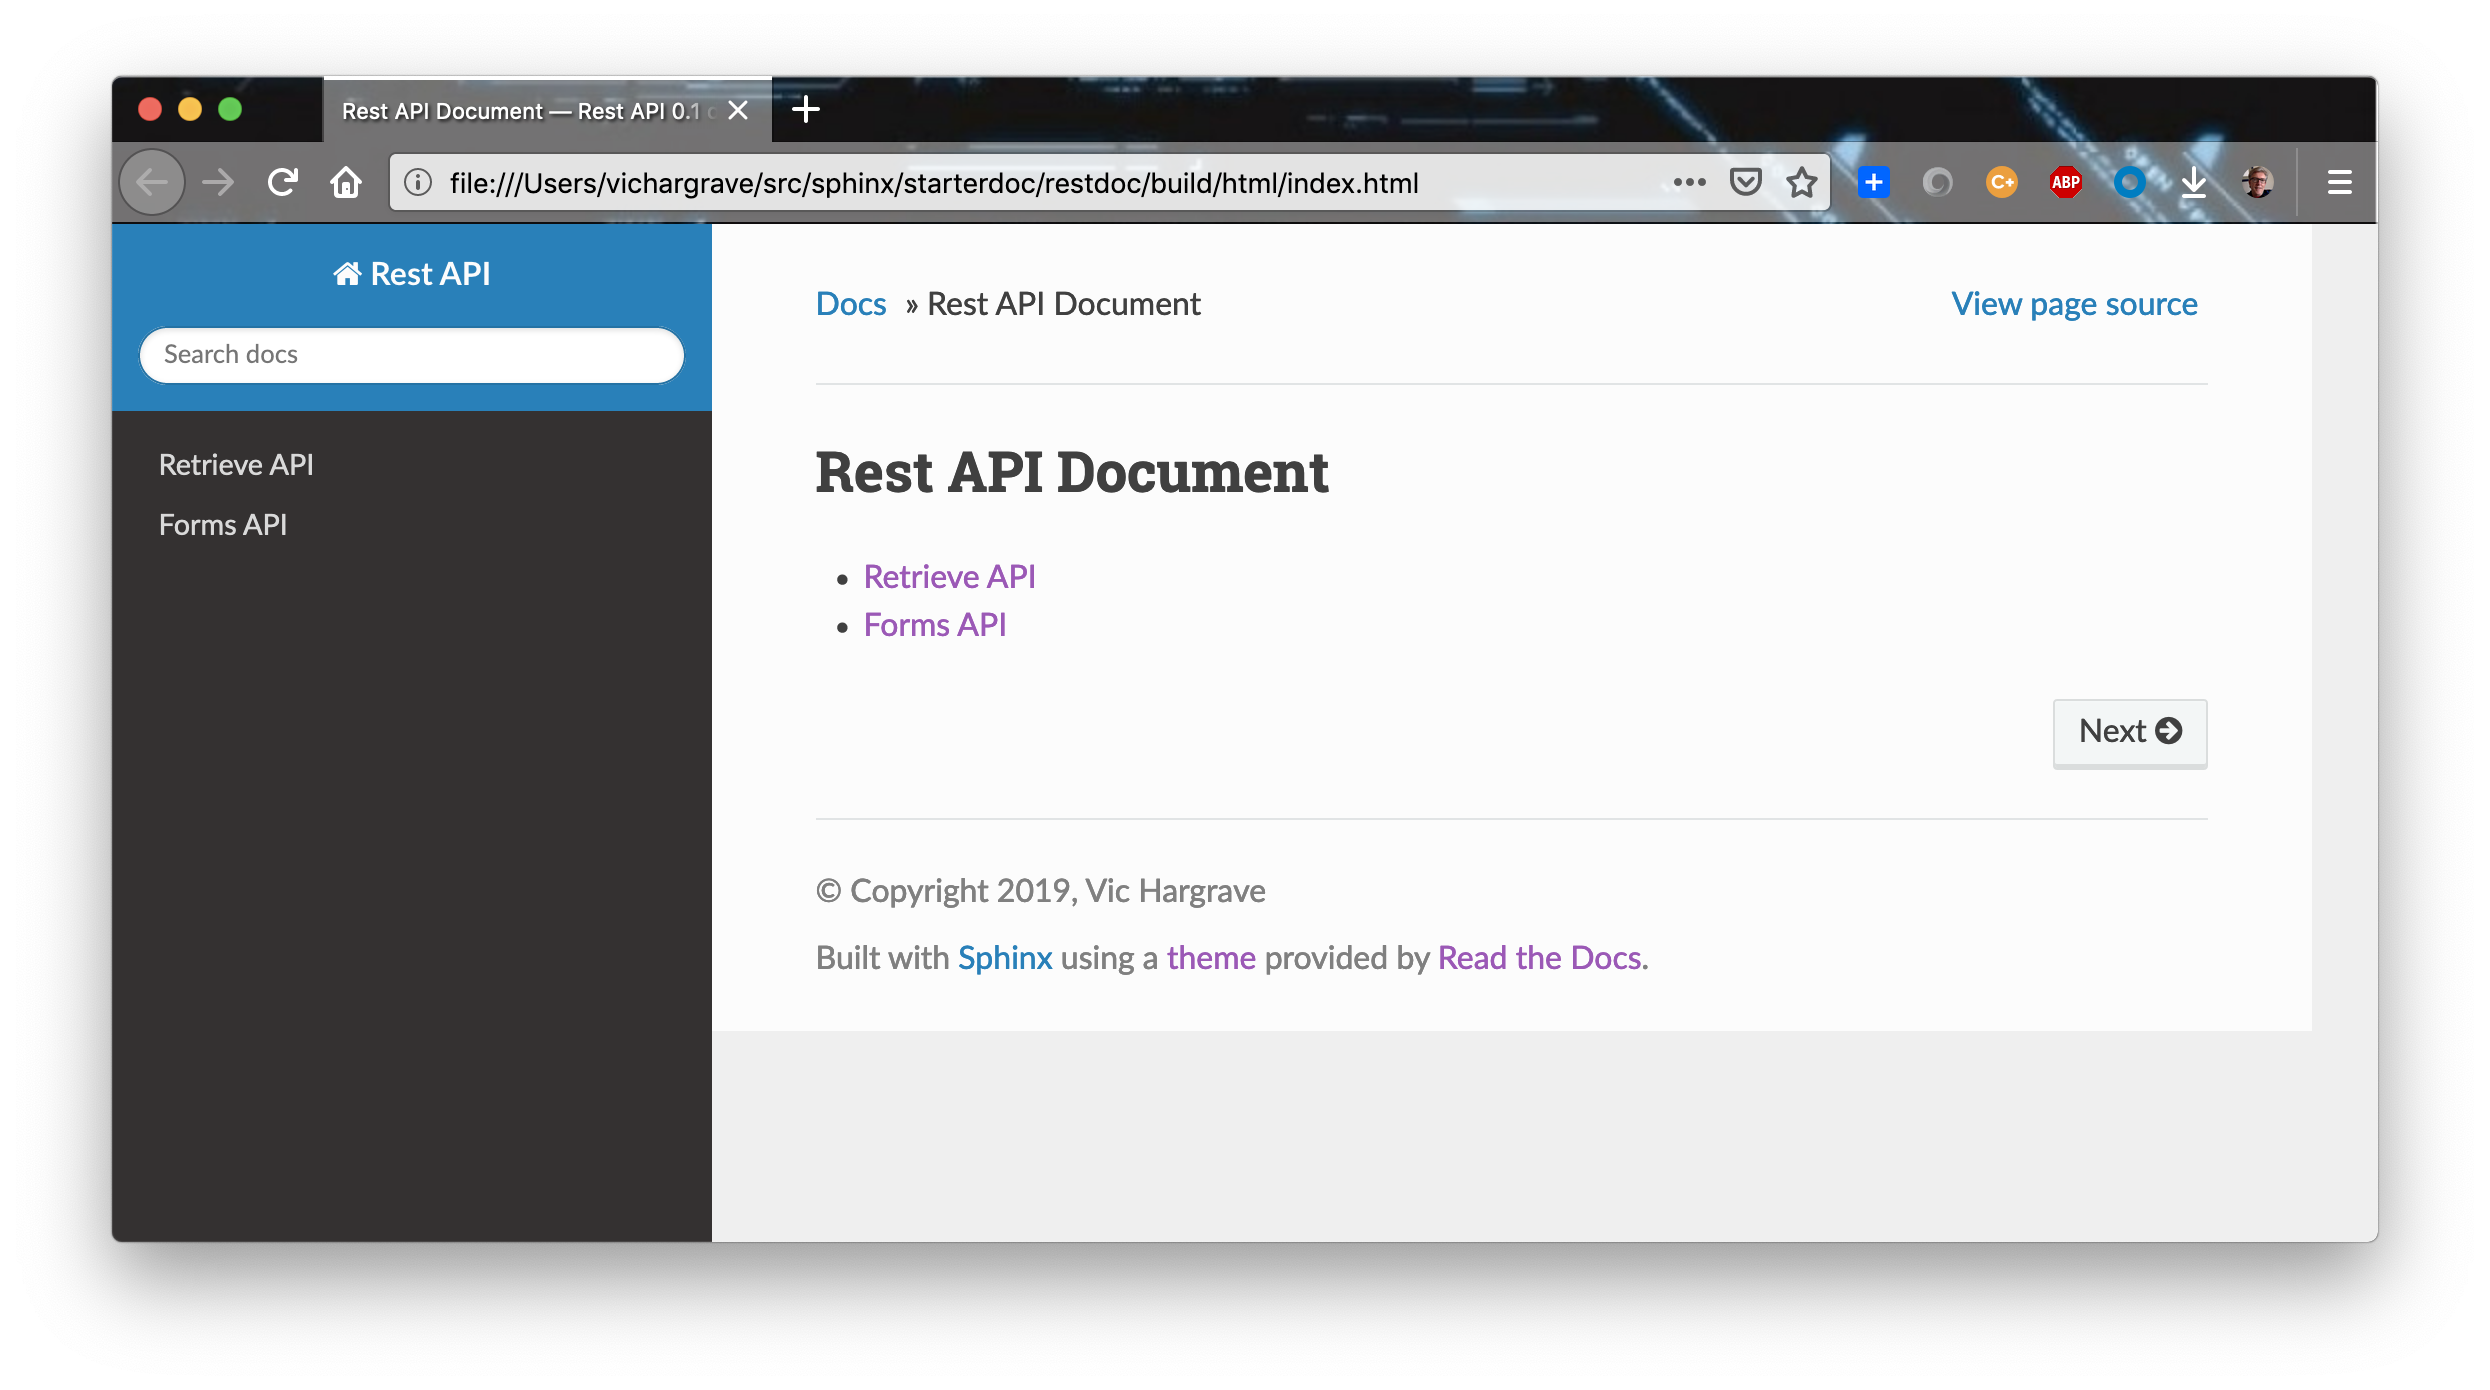 Rest API Document — Rest API 0.1
file:///Users/vichargrave/src/sphinx/starterdoc/restdoc/build/html/index.html
C+
ABP
Rest API
Search docs
Retrieve API
Forms API
Docs » Rest API Document
View page source
Rest API Document
• Retrieve API
• Forms API
Next
© Copyright 2019, Vic Hargrave
Built with Sphinx using a theme provided by Read the Docs.